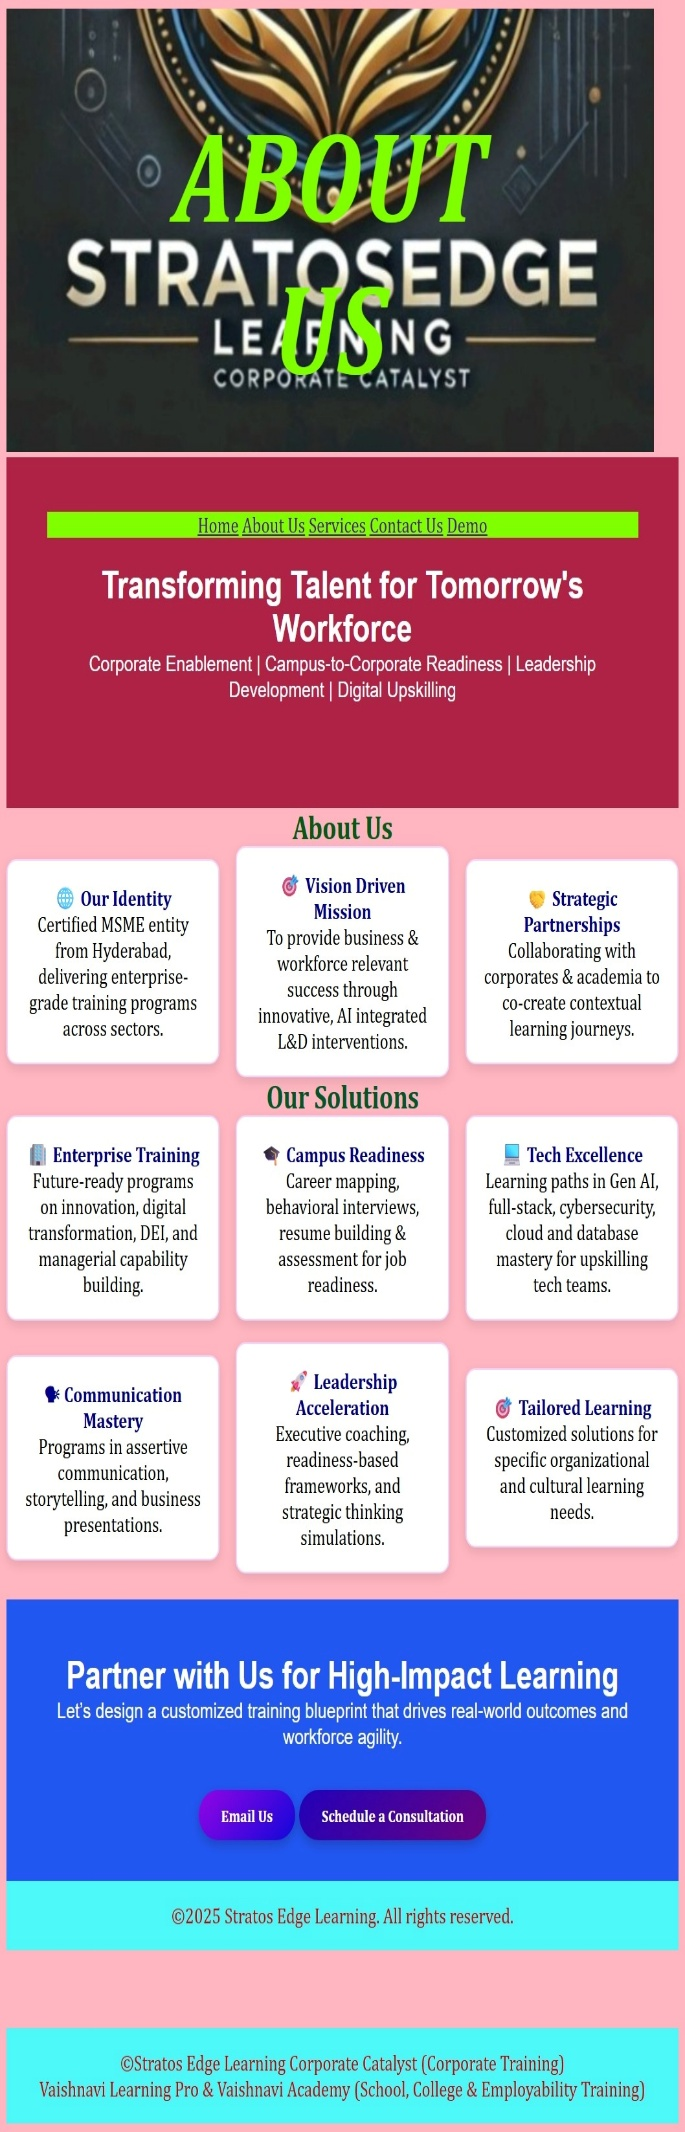 ABOUT
STRATOSEDGE
US
LEARNING
CORPORATE CATALYST
Home About Us Services Contact Us Demo
Transforming Talent for Tomorrow's
Workforce
Corporate Enablement | Campus-to-Corporate Readiness | Leadership
Development | Digital Upskilling
About Us
🌐 Our Identity
Certified MSME entity
from Hyderabad,
delivering enterprise-
grade training programs
across sectors.
🎯 Vision Driven
Mission
To provide business &
workforce relevant
success through
innovative, AI integrated
L&D interventions.
🤝 Strategic
Partnerships
Collaborating with
corporates & academia to
co-create contextual
learning journeys.
Our Solutions
🏢 Enterprise Training
Future-ready programs
on innovation, digital
transformation, DEI, and
managerial capability
building.
🎓 Campus Readiness
Career mapping,
behavioral interviews,
resume building &
assessment for job
readiness.
💻 Tech Excellence
Learning paths in Gen AI,
full-stack, cybersecurity,
cloud and database
mastery for upskilling
tech teams.
🗣 Communication
Mastery
Programs in assertive
communication,
storytelling, and business
presentations.
🚀 Leadership
Acceleration
Executive coaching,
readiness-based
frameworks, and
strategic thinking
simulations.
🎯 Tailored Learning
Customized solutions for
specific organizational
and cultural learning
needs.
Partner with Us for High-Impact Learning
Let's design a customized training blueprint that drives real-world outcomes and
workforce agility.
Email Us
Schedule a Consultation
©2025 Stratos Edge Learning. All rights reserved.
©Stratos Edge Learning Corporate Catalyst (Corporate Training)
Vaishnavi Learning Pro & Vaishnavi Academy (School, College & Employability Training)